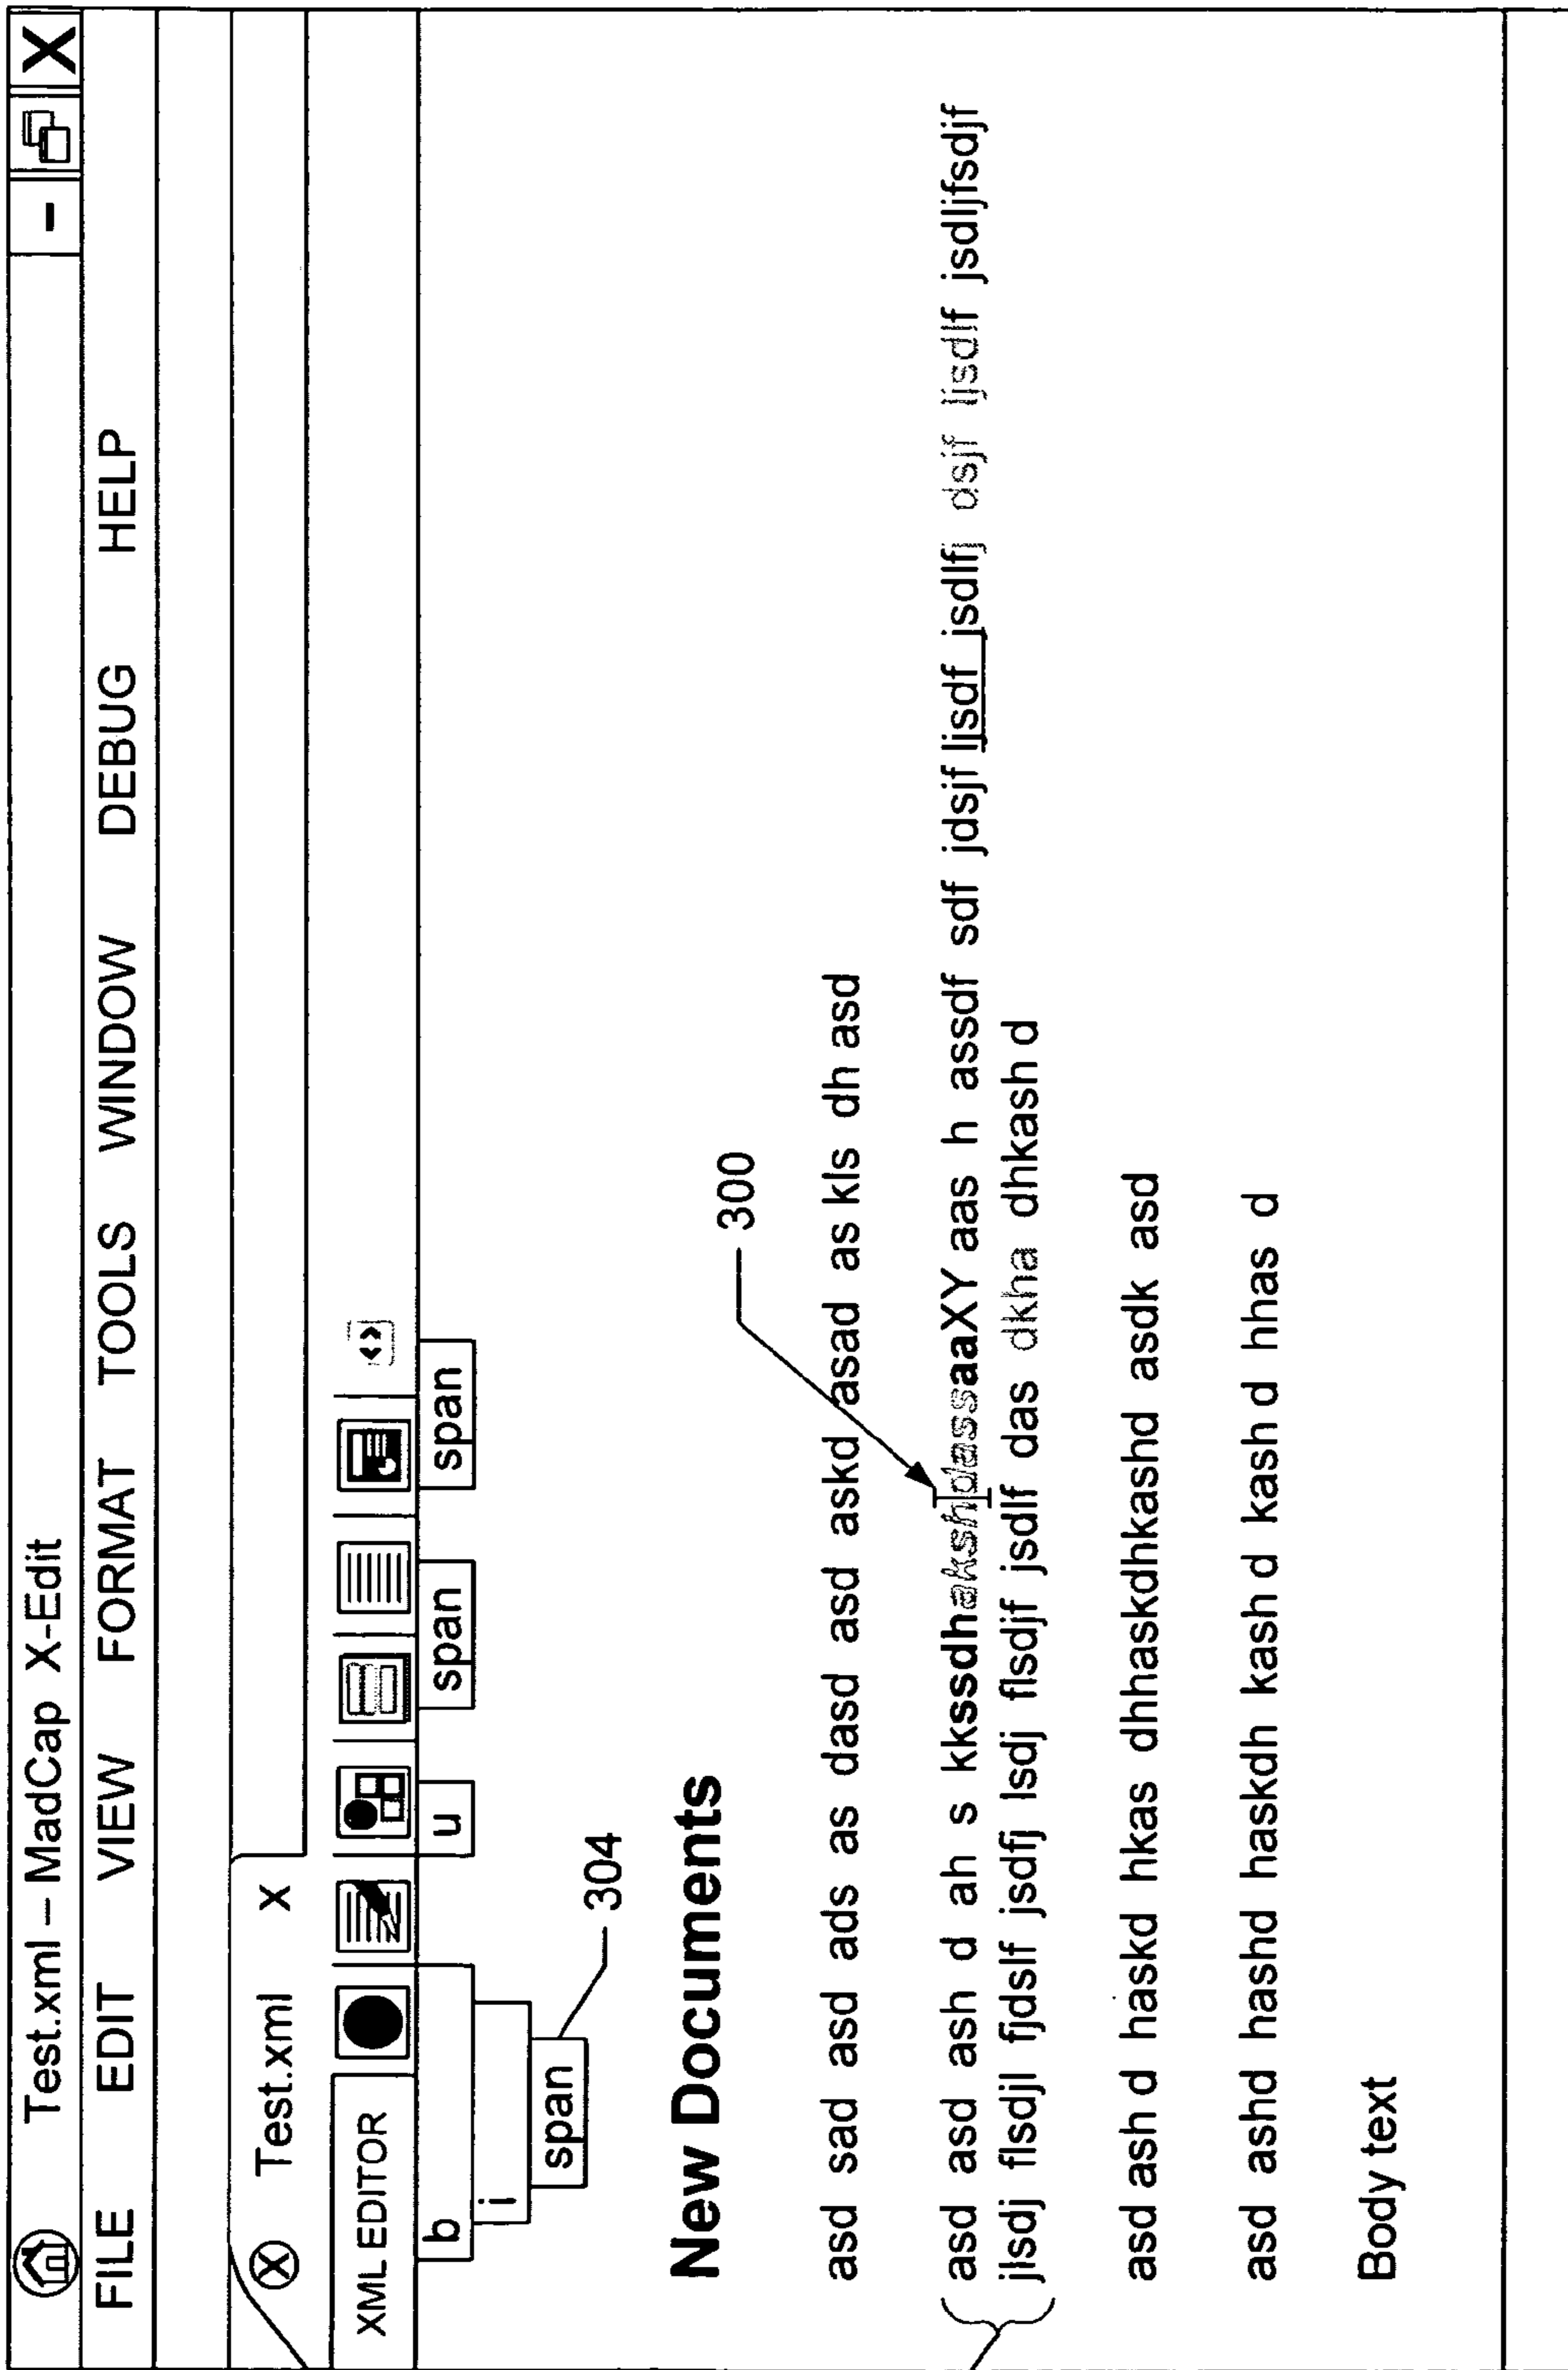 Test.xml – MadCap X-Edit
– X
FILE EDIT VIEW FORMAT TOOLS WINDOW DEBUG HELP
X Test.xml X
XML EDITOR < >
b u span span
i
span
304
New Documents
300
asd sad asd ads as dasd asd askd asad as kls dh asd
asd asd ash d ah s kkssdhakshdassaaXY aas h assdf sdf jdsjf ljsdf jsdlfj dsjf ljsdlf jsdljfsdjf
jlsdj flsdjl fjdslf jsdfj lsdj flsdjf jsdlf das dkha dhkash d
asd ash d haskd hkas dhhaskdhkashd asdk asd
asd ashd hashd haskdh kash d kash d hhas d
Body text